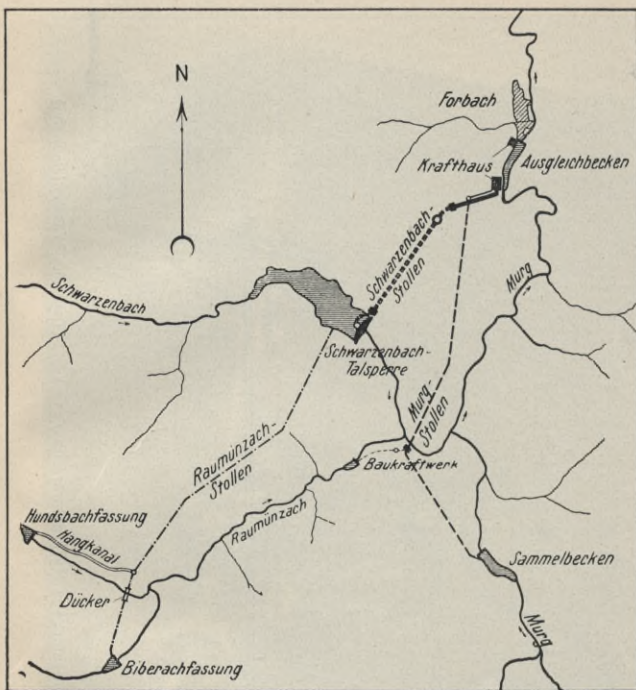 N
Forbach
Krafthaus
Ausgleichbecken
Schwarzenbach-
Stollen
Murg
Schwarzenbach
Schwarzenbach-
Talsperre
Murg-
Stollen
Raumünzach-
Stollen
Baukraftwerk
Hundsbachfassung
Hangkanal
Raumünzach
Sammelbecken
Dücker
Murg
Biberachfassung